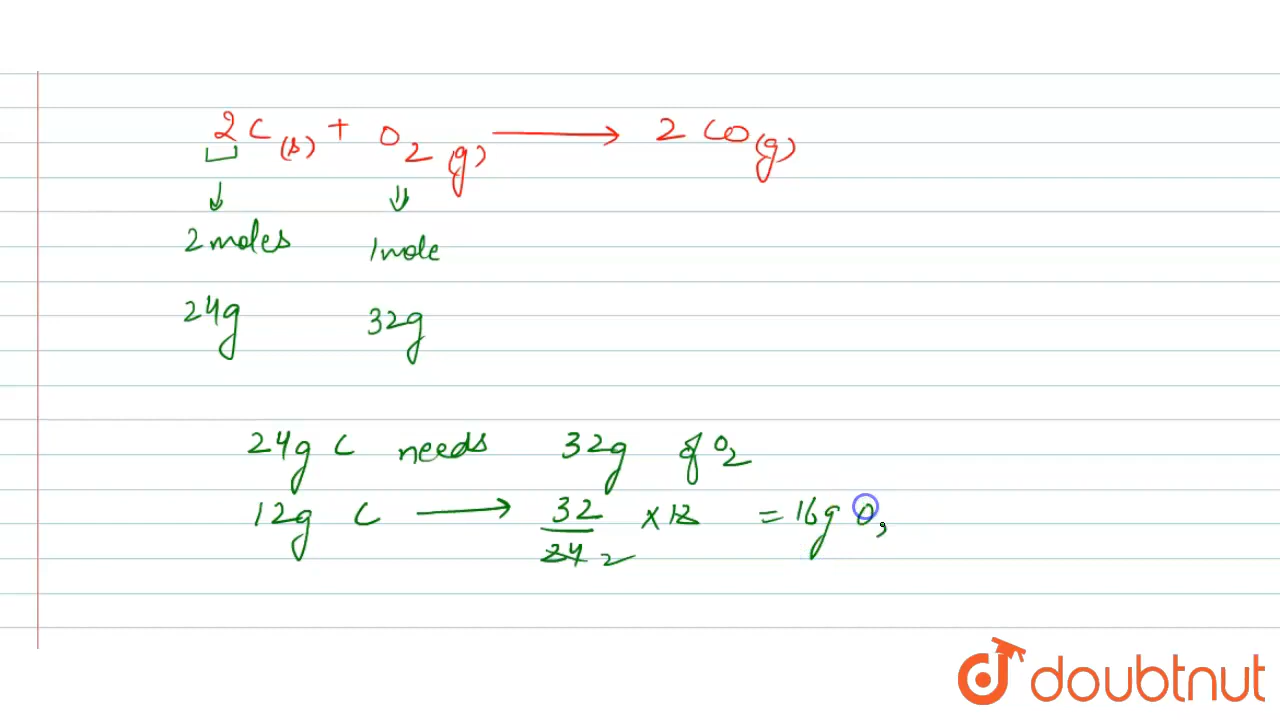 2C(s) + O2(g) ⟶ 2CO(g)
↓ ⇓
2 moles 1 mole
24g 32g
24g C needs 32g of O2
12g C ⟶ 32/24 2 × 12 = 16g O,
doubtnut